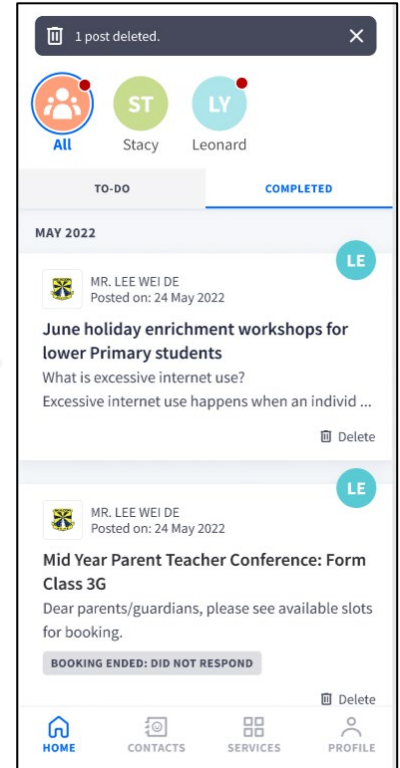 1 post deleted.
ST
LY
All
Stacy
Leonard
TO-DO
COMPLETED
MAY 2022
LE
MR. LEE WEI DE
Posted on: 24 May 2022
June holiday enrichment workshops for
lower Primary students
What is excessive internet use?
Excessive internet use happens when an individ ...
Delete
LE
MR. LEE WEI DE
Posted on: 24 May 2022
Mid Year Parent Teacher Conference: Form
Class 3G
Dear parents/guardians, please see available slots
for booking.
BOOKING ENDED: DID NOT RESPOND
Delete
HOME
CONTACTS
SERVICES
PROFILE